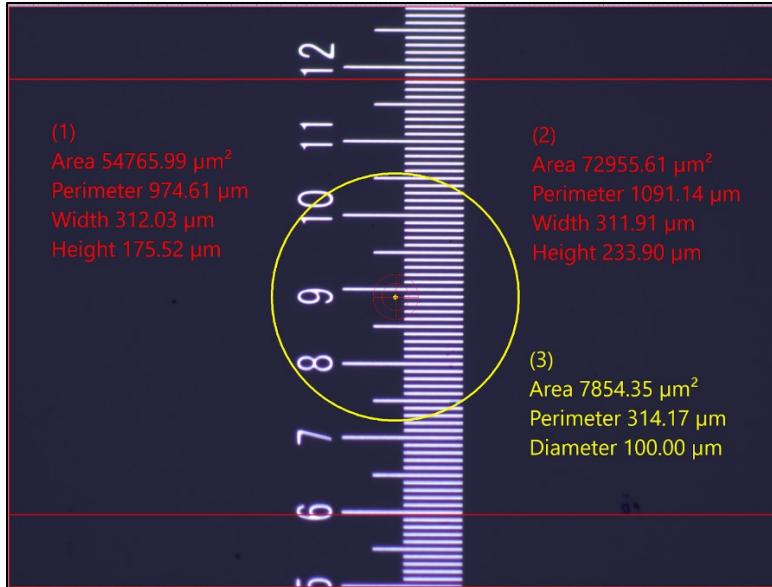 12
11
10
9
8
7
6
5
(1)
Area 54765.99 µm²
Perimeter 974.61 µm
Width 312.03 µm
Height 175.52 µm
(2)
Area 72955.61 µm²
Perimeter 1091.14 µm
Width 311.91 µm
Height 233.90 µm
(3)
Area 7854.35 µm²
Perimeter 314.17 µm
Diameter 100.00 µm